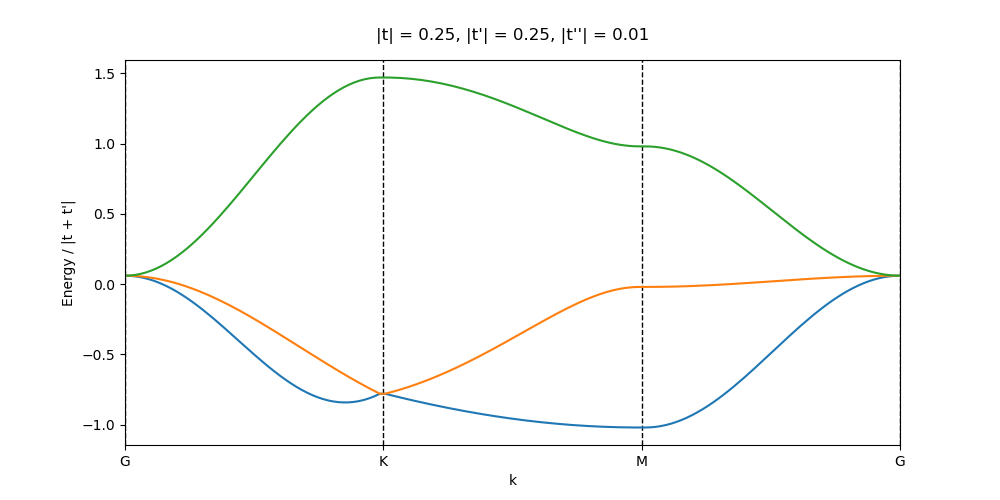 |t| = 0.25, |t'| = 0.25, |t''| = 0.01
1.5
1.0
0.5
0.0
−0.5
−1.0
Energy / |t + t'|
G
K
M
G
k